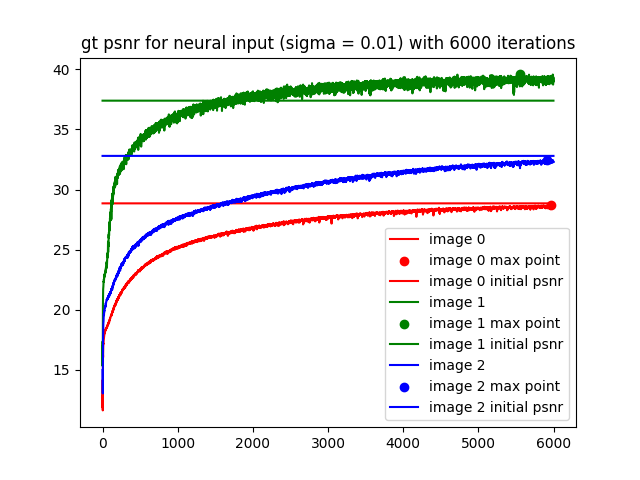 gt psnr for neural input (sigma = 0.01) with 6000 iterations
40
35
30
25
20
15
0
1000
2000
3000
4000
5000
6000
image 0
image 0 max point
image 0 initial psnr
image 1
image 1 max point
image 1 initial psnr
image 2
image 2 max point
image 2 initial psnr